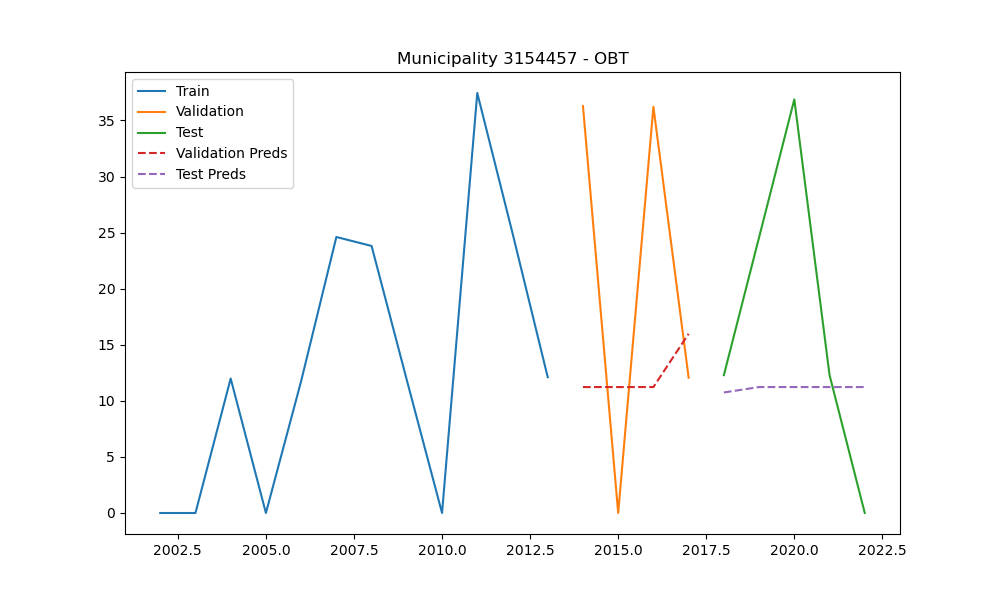 Municipality 3154457 - OBT
Train
Validation
Test
Validation Preds
Test Preds
35
30
25
20
15
10
5
0
2002.5 2005.0 2007.5 2010.0 2012.5 2015.0 2017.5 2020.0 2022.5